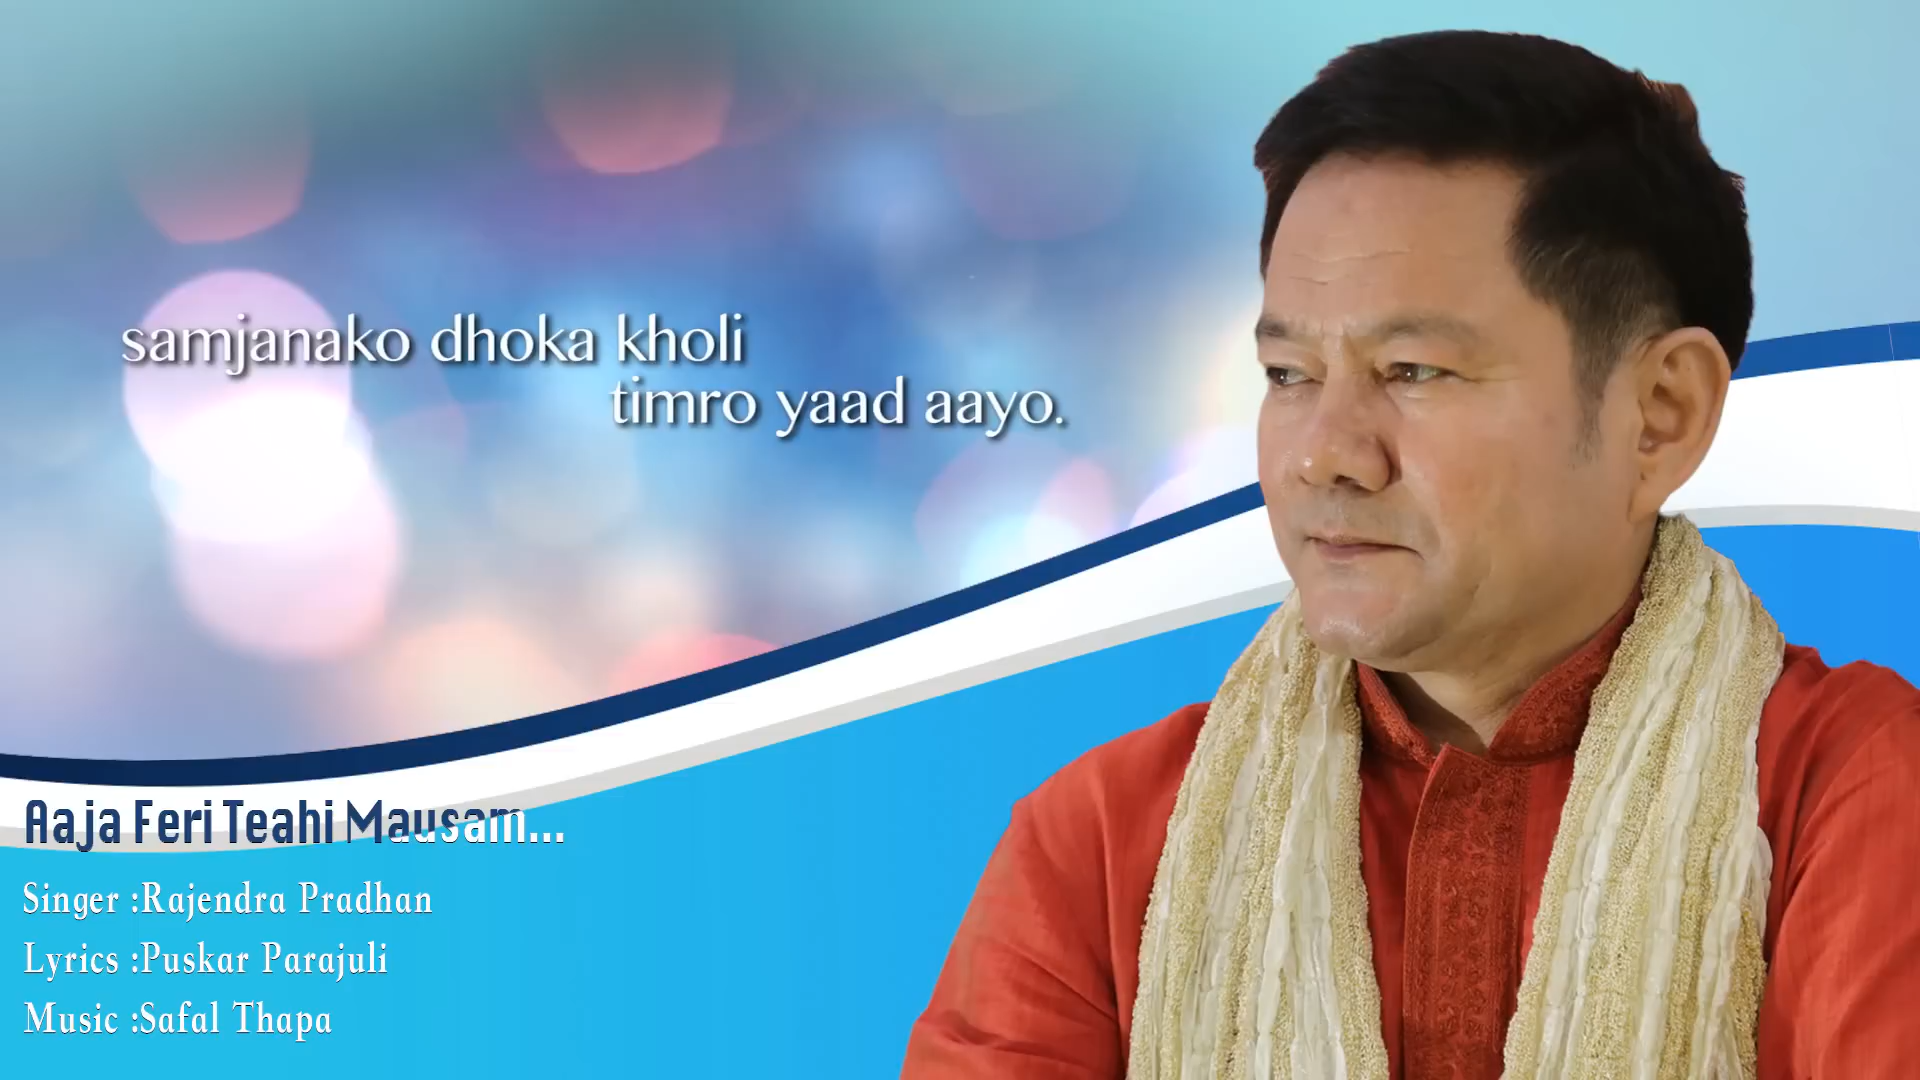 samjanako dhoka kholi
timro yaad aayo.
Aaja Feri Teahi Mausam...
Singer :Rajendra Pradhan
Lyrics :Puskar Parajuli
Music :Safal Thapa